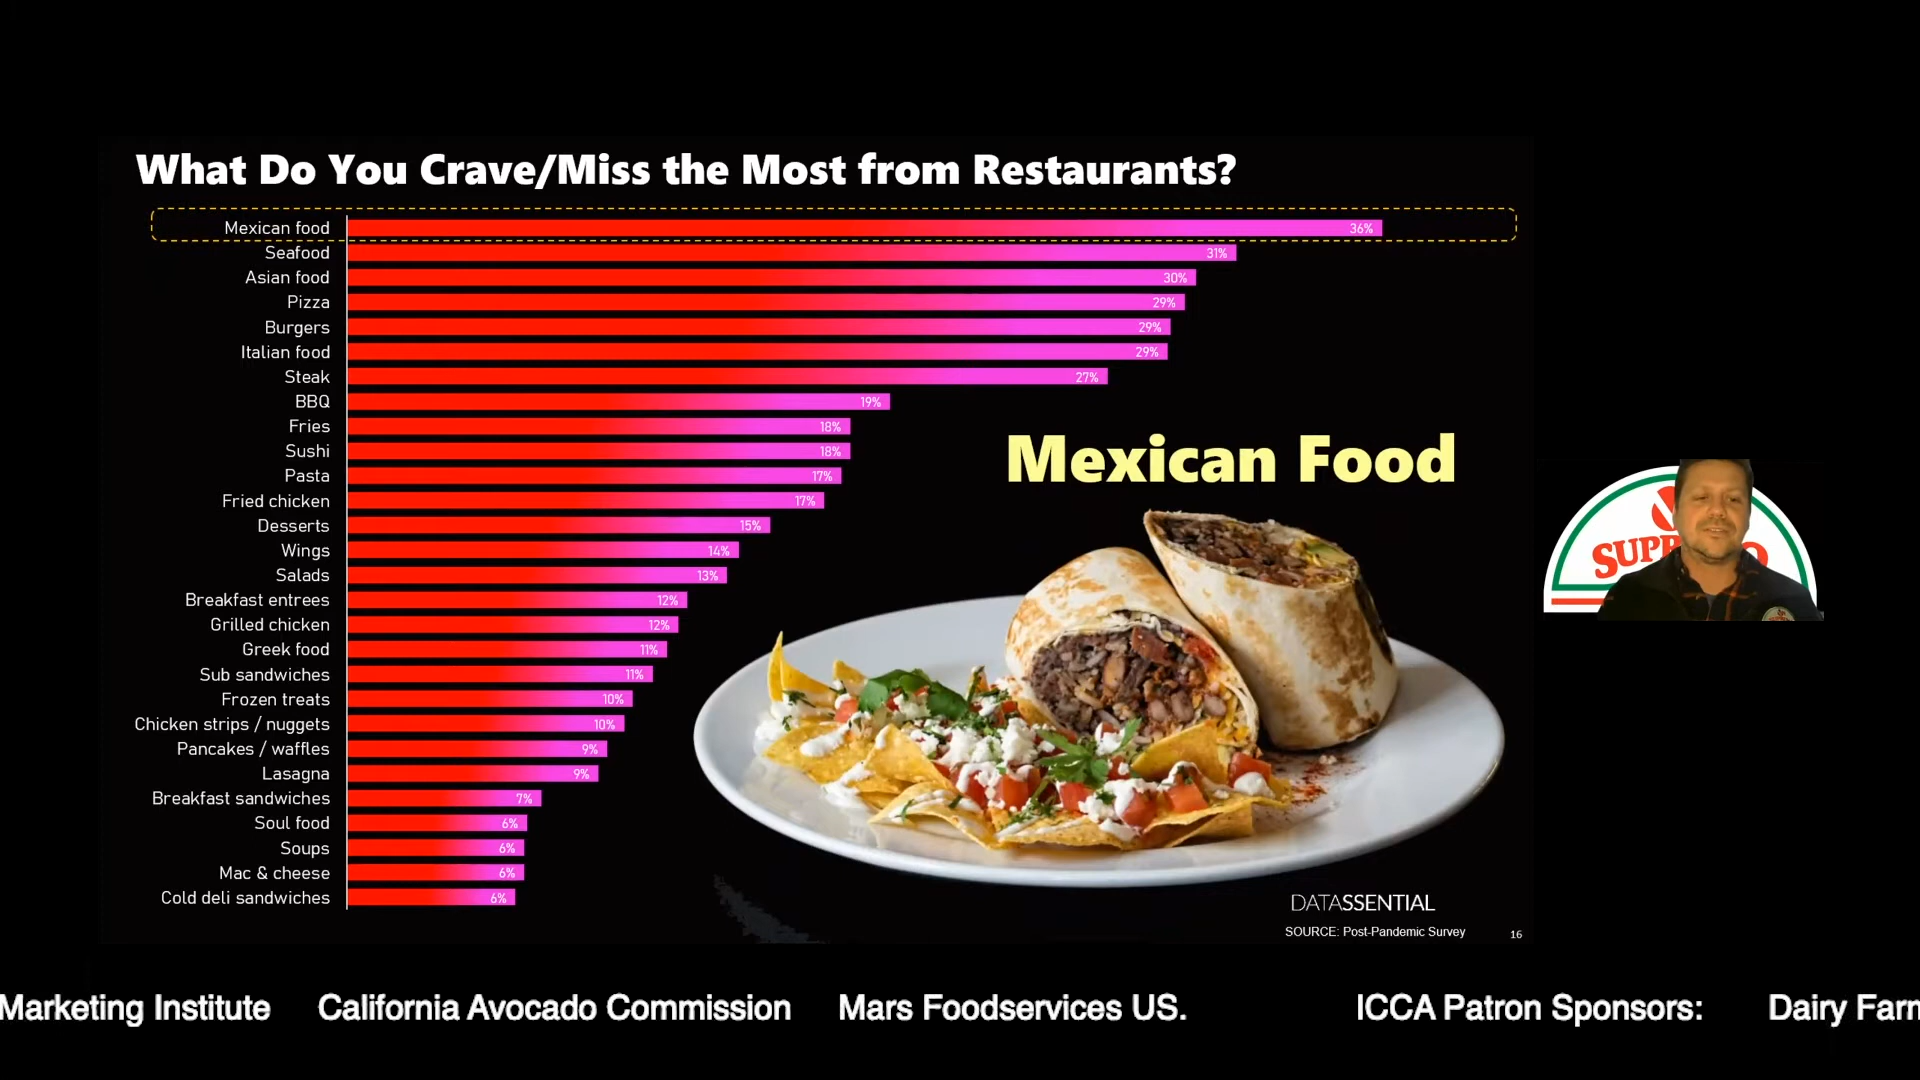 What Do You Crave/Miss the Most from Restaurants?
Mexican food 36%
Seafood 31%
Asian food 30%
Pizza 29%
Burgers 29%
Italian food 29%
Steak 27%
BBQ 19%
Fries 18%
Sushi 18%
Pasta 17%
Fried chicken 17%
Desserts 15%
Wings 14%
Salads 13%
Breakfast entrees 12%
Grilled chicken 12%
Greek food 11%
Sub sandwiches 11%
Frozen treats 10%
Chicken strips / nuggets 10%
Pancakes / waffles 9%
Lasagna 9%
Breakfast sandwiches 7%
Soul food 6%
Soups 6%
Mac & cheese 6%
Cold deli sandwiches 6%
Mexican Food
DATASSENTIAL
SOURCE: Post-Pandemic Survey
16
Marketing Institute California Avocado Commission Mars Foodservices US. ICCA Patron Sponsors: Dairy Farm